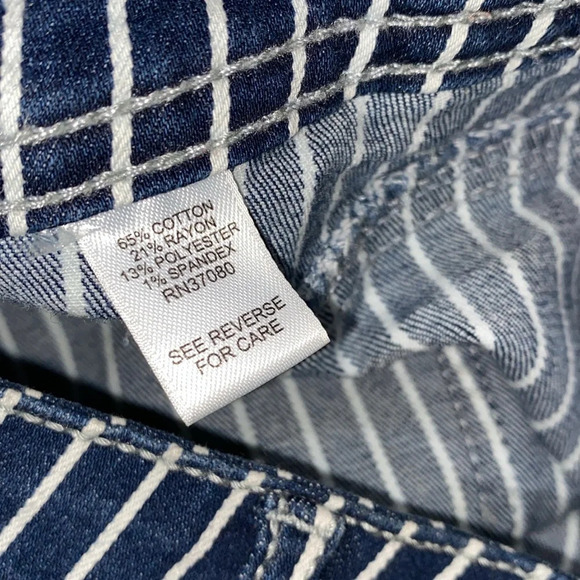 65% COTTON
21% RAYON
13% POLYESTER
1% SPANDEX
RN37080
SEE REVERSE
FOR CARE